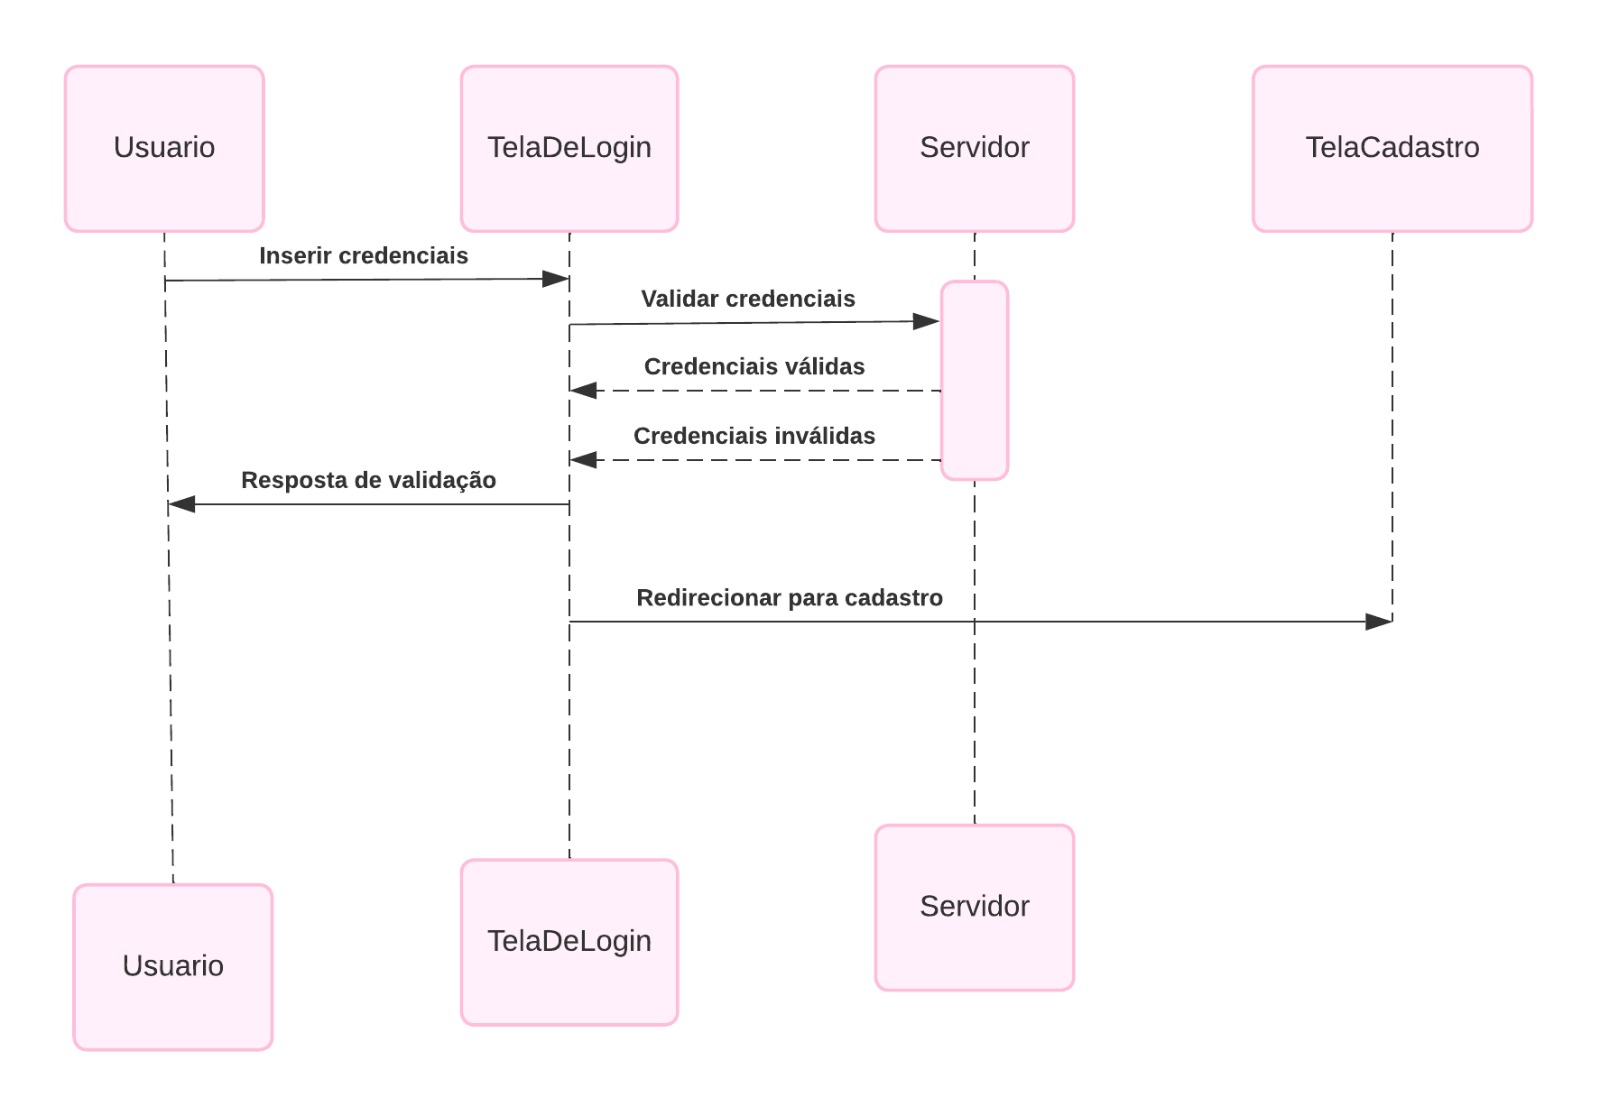 Usuario
TelaDeLogin
Servidor
TelaCadastro
Inserir credenciais
Validar credenciais
Credenciais válidas
Credenciais inválidas
Resposta de validação
Redirecionar para cadastro
Servidor
TelaDeLogin
Usuario